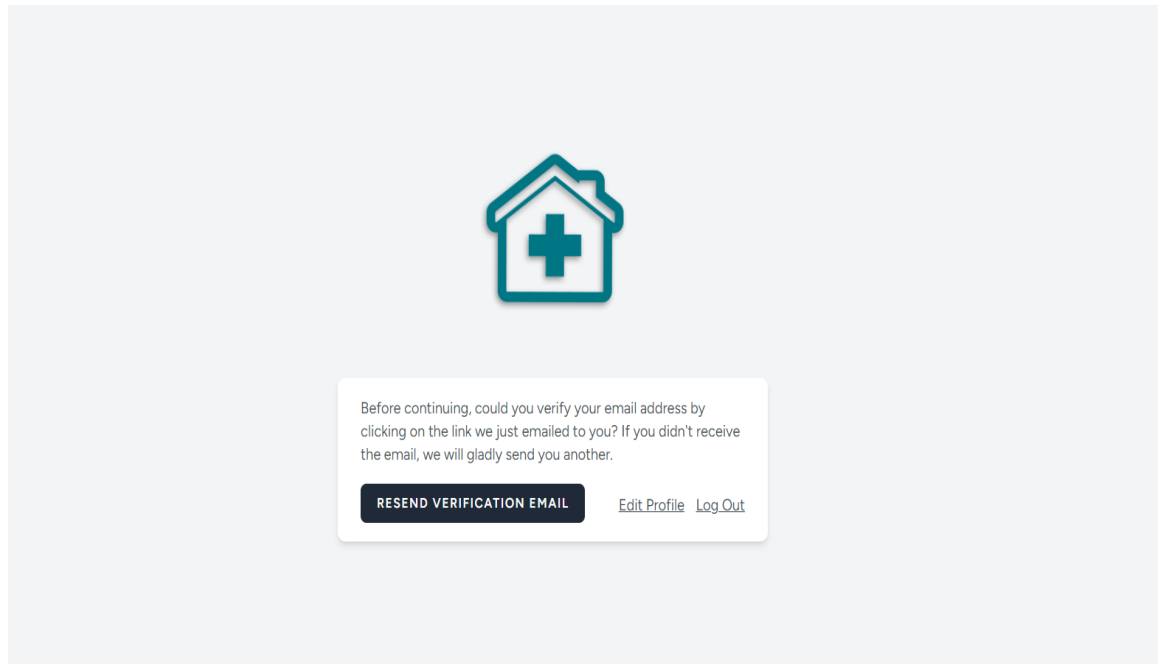 Before continuing, could you verify your email address by
clicking on the link we just emailed to you? If you didn't receive
the email, we will gladly send you another.
RESEND VERIFICATION EMAIL Edit Profile Log Out